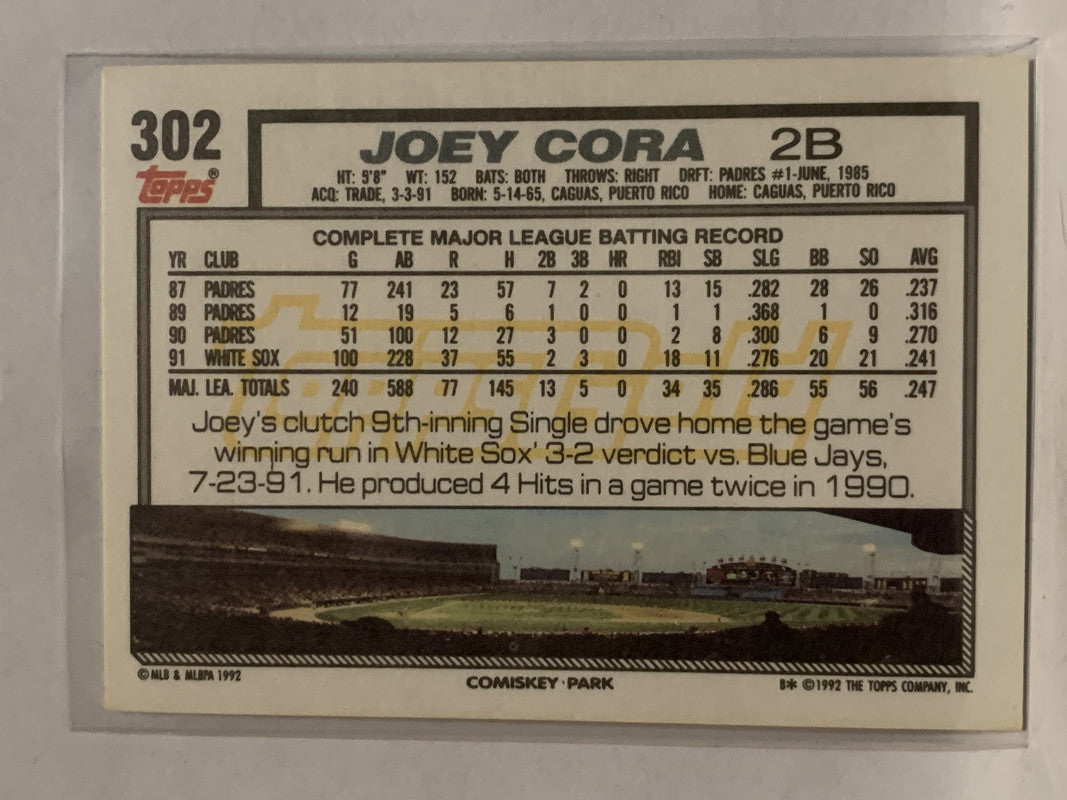 302
Topps®
JOEY CORA 2B
HT: 5'8" WT: 152 BATS: BOTH THROWS: RIGHT DRFT: PADRES #1-JUNE, 1985
ACQ: TRADE, 3-3-91 BORN: 5-14-65, CAGUAS, PUERTO RICO HOME: CAGUAS, PUERTO RICO
COMPLETE MAJOR LEAGUE BATTING RECORD
YR CLUB G AB R H 2B 3B HR RBI SB SLG BB SO AVG
87 PADRES 77 241 23 57 7 2 0 13 15 .282 28 26 .237
89 PADRES 12 19 5 6 1 0 0 1 1 .368 1 0 .316
90 PADRES 51 100 12 27 3 0 0 2 8 .300 6 9 .270
91 WHITE SOX 100 228 37 55 2 3 0 18 11 .276 20 21 .241
MAJ. LEA. TOTALS 240 588 77 145 13 5 0 34 35 .286 55 56 .247
ToppsGold
Joey's clutch 9th-inning Single drove home the game's
winning run in White Sox' 3-2 verdict vs. Blue Jays,
7-23-91. He produced 4 Hits in a game twice in 1990.
© MLB & MLBPA 1992
COMISKEY PARK
B* ©1992 THE TOPPS COMPANY, INC.